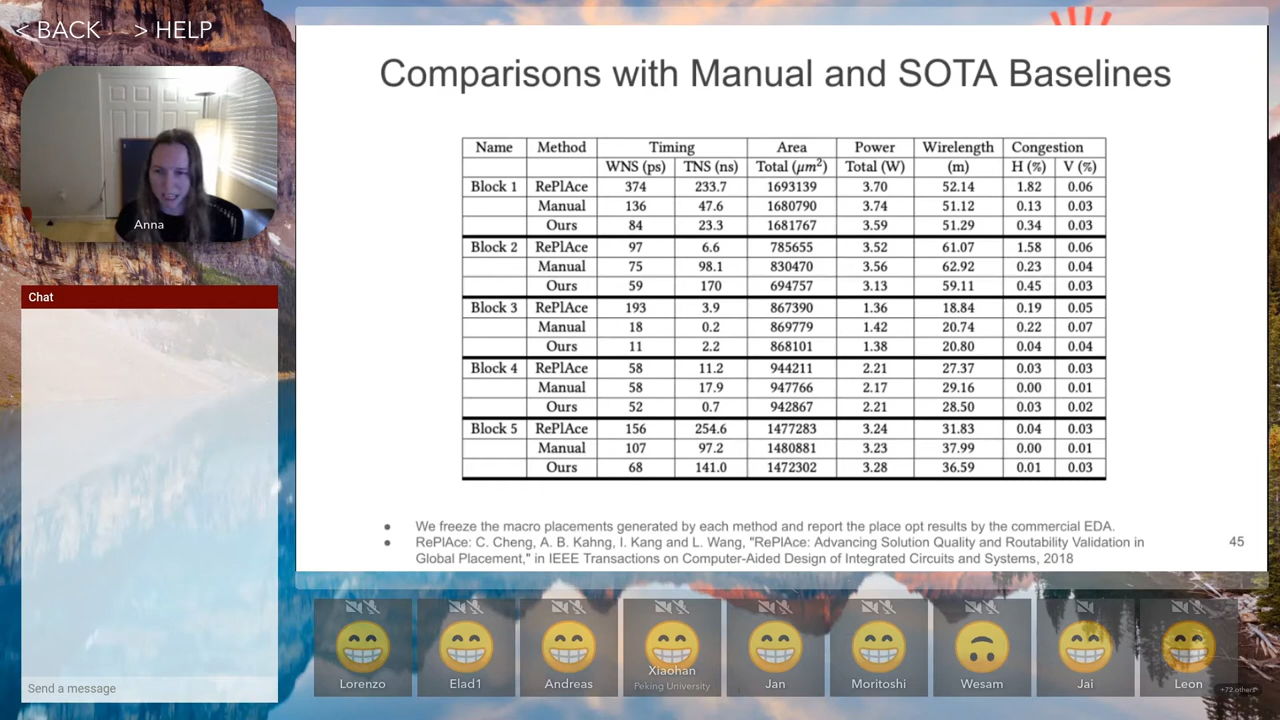 < BACK > HELP
Anna
Chat
Send a message
Comparisons with Manual and SOTA Baselines
Name Method Timing Area Power Wirelength Congestion
WNS (ps) TNS (ns) Total (μm²) Total (W) (m) H (%) V (%)
Block 1 RePlAce 374 233.7 1693139 3.70 52.14 1.82 0.06
Manual 136 47.6 1680790 3.74 51.12 0.13 0.03
Ours 84 23.3 1681767 3.59 51.29 0.34 0.03
Block 2 RePlAce 97 6.6 785655 3.52 61.07 1.58 0.06
Manual 75 98.1 830470 3.56 62.92 0.23 0.04
Ours 59 170 694757 3.13 59.11 0.45 0.03
Block 3 RePlAce 193 3.9 867390 1.36 18.84 0.19 0.05
Manual 18 0.2 869779 1.42 20.74 0.22 0.07
Ours 11 2.2 868101 1.38 20.80 0.04 0.04
Block 4 RePlAce 58 11.2 944211 2.21 27.37 0.03 0.03
Manual 58 17.9 947766 2.17 29.16 0.00 0.01
Ours 52 0.7 942867 2.21 28.50 0.03 0.02
Block 5 RePlAce 156 254.6 1477283 3.24 31.83 0.04 0.03
Manual 107 97.2 1480881 3.23 37.99 0.00 0.01
Ours 68 141.0 1472302 3.28 36.59 0.01 0.03
● We freeze the macro placements generated by each method and report the place opt results by the commercial EDA.
● RePlAce: C. Cheng, A. B. Kahng, I. Kang and L. Wang, "RePlAce: Advancing Solution Quality and Routability Validation in
Global Placement," in IEEE Transactions on Computer-Aided Design of Integrated Circuits and Systems, 2018
45
Lorenzo
Elad1
Andreas
Xiaohan
Peking University
Jan
Moritoshi
Wesam
Jai
Leon
+72 others